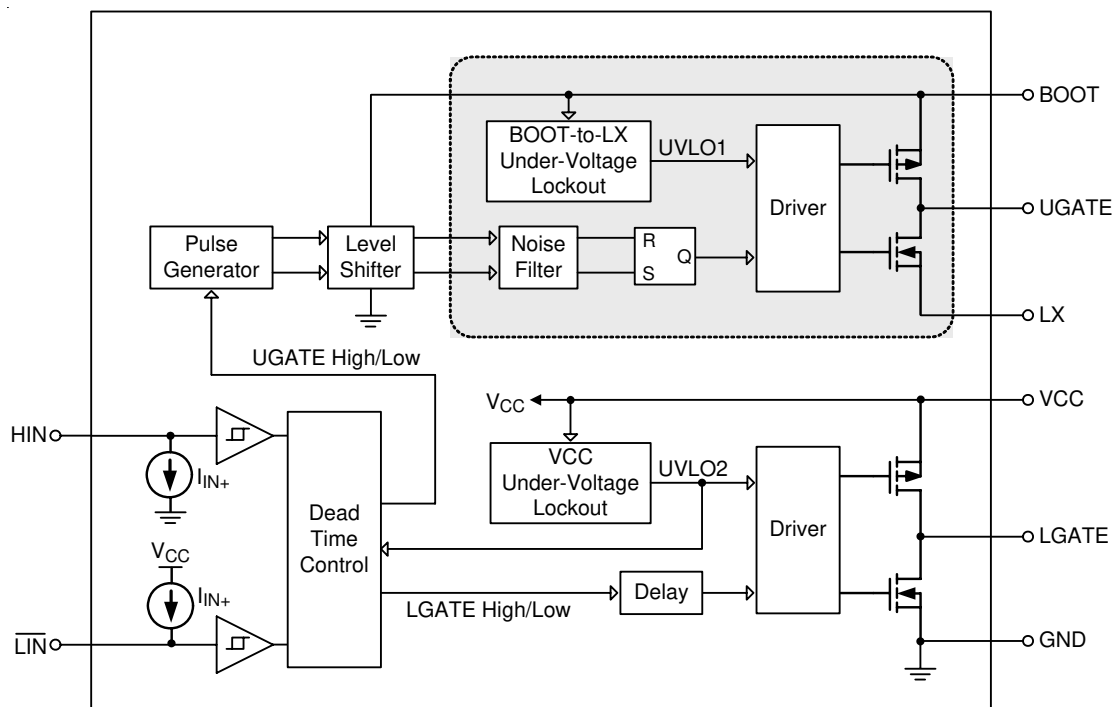 BOOT
BOOT-to-LX
Under-Voltage
Lockout
UVLO1
Driver
UGATE
Pulse
Generator
Level
Shifter
Noise
Filter
R
S
Q
LX
UGATE High/Low
VCC
VCC
HIN
IIN+
VCC
Under-Voltage
Lockout
UVLO2
Driver
Dead
Time
Control
LGATE
VCC
IIN+
Delay
LGATE High/Low
LIN
GND